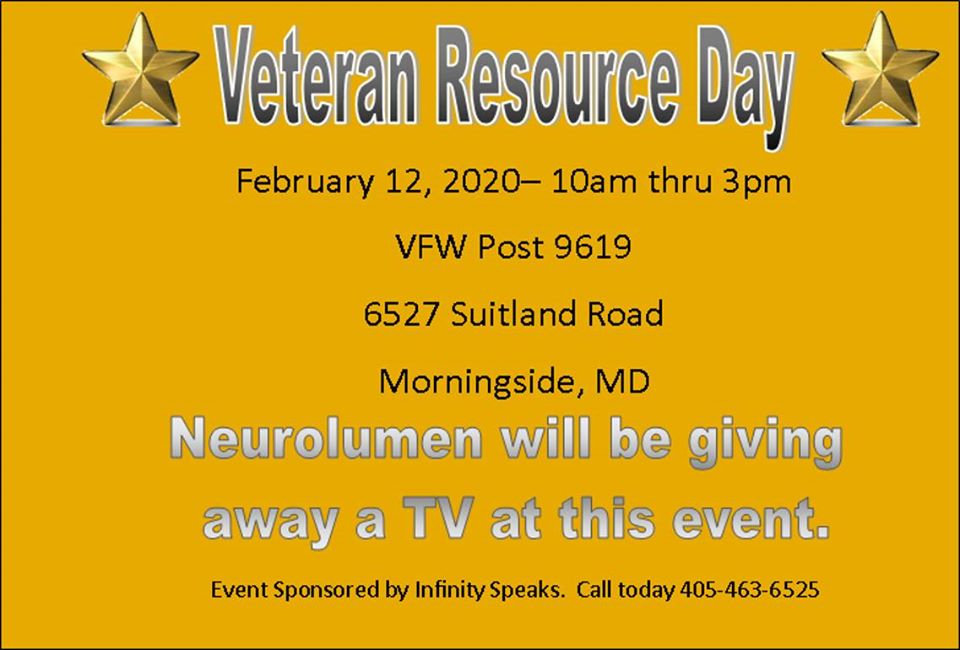 Veteran Resource Day
February 12, 2020– 10am thru 3pm
VFW Post 9619
6527 Suitland Road
Morningside, MD
Neurolumen will be giving
away a TV at this event.
Event Sponsored by Infinity Speaks.  Call today 405-463-6525